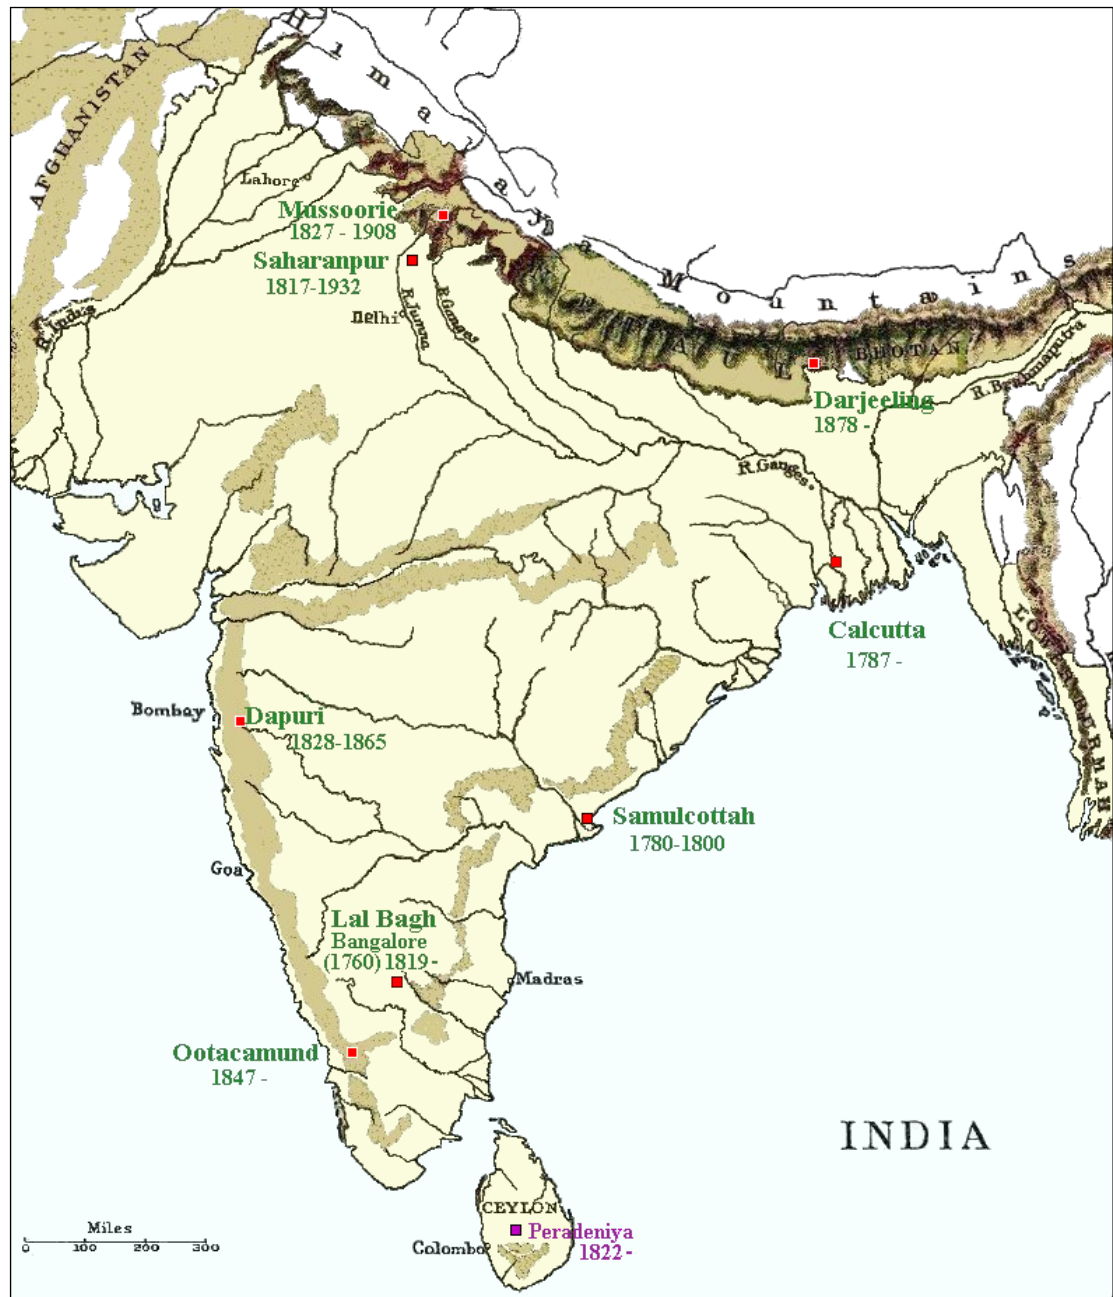 Himalaya Mountains
AFGHANISTAN
Lahore
Mussoorie
1827 - 1908
Saharanpur
1817-1932
R. Indus
Delhi
R. Jumna
R. Ganges
BHOTAN
R. Brahmaputra
Darjeeling
1878 -
R. Ganges
Calcutta
1787 -
LOWER BURMAH
Bombay
Dapuri
1828-1865
Samulcottah
1780-1800
Goa
Lal Bagh
Bangalore
(1760) 1819 -
Madras
Ootacamund
1847 -
INDIA
CEYLON
Peradeniya
1822 -
Colombo
Miles
0 100 200 300